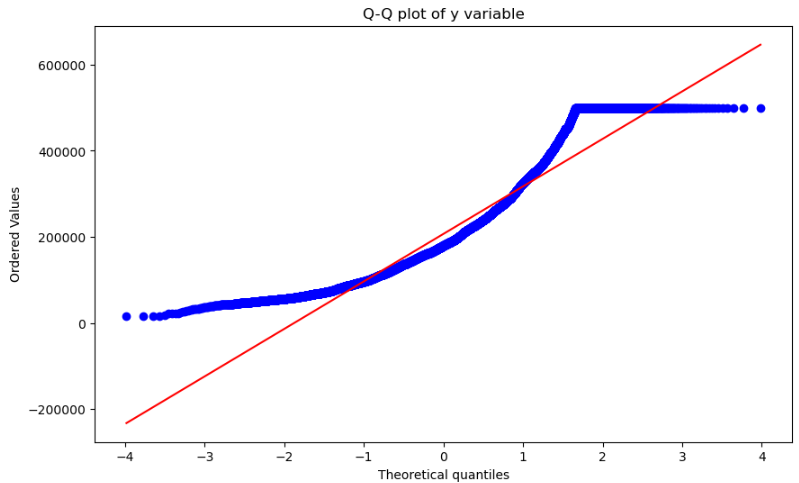 Q-Q plot of y variable
Ordered Values
600000
400000
200000
0
−200000
−4 −3 −2 −1 0 1 2 3 4
Theoretical quantiles